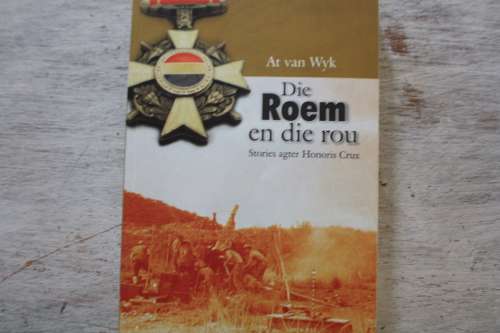 At van Wyk
Die
Roem
en die rou
Stories agter Honoris Crux